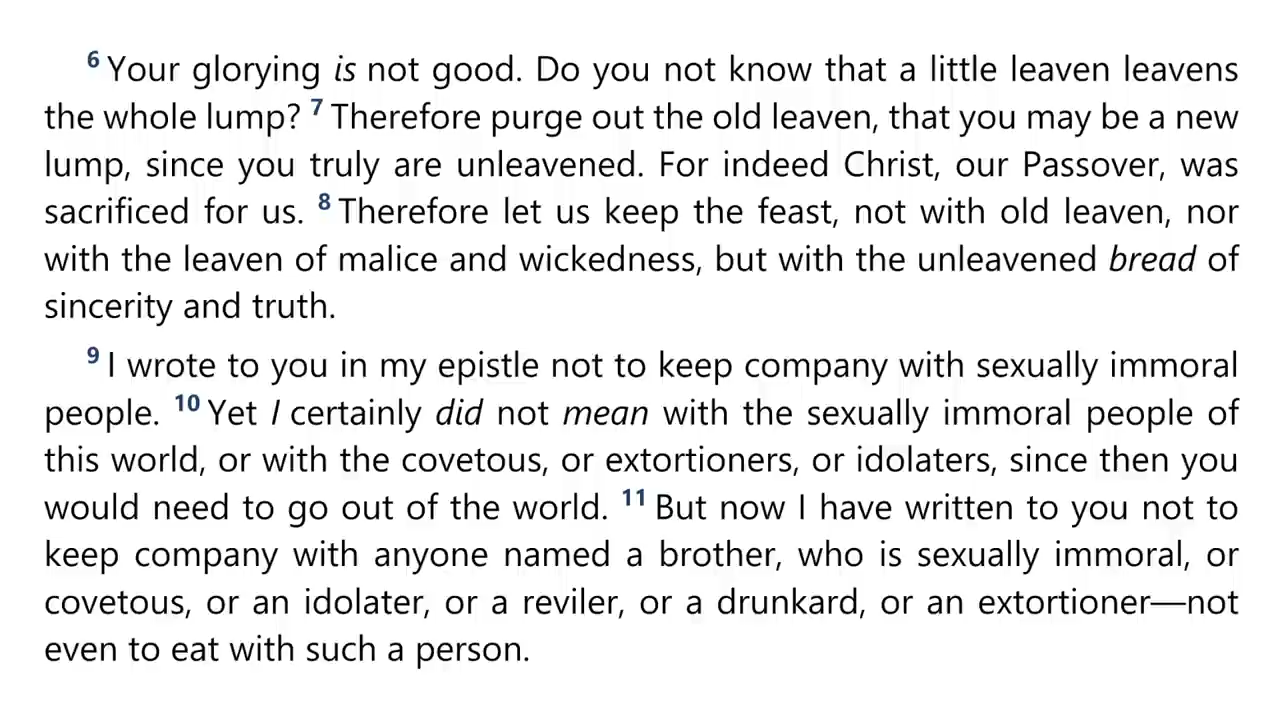 6 Your glorying is not good. Do you not know that a little leaven leavens
the whole lump? 7 Therefore purge out the old leaven, that you may be a new
lump, since you truly are unleavened. For indeed Christ, our Passover, was
sacrificed for us. 8 Therefore let us keep the feast, not with old leaven, nor
with the leaven of malice and wickedness, but with the unleavened bread of
sincerity and truth.
9 I wrote to you in my epistle not to keep company with sexually immoral
people. 10 Yet I certainly did not mean with the sexually immoral people of
this world, or with the covetous, or extortioners, or idolaters, since then you
would need to go out of the world. 11 But now I have written to you not to
keep company with anyone named a brother, who is sexually immoral, or
covetous, or an idolater, or a reviler, or a drunkard, or an extortioner—not
even to eat with such a person.